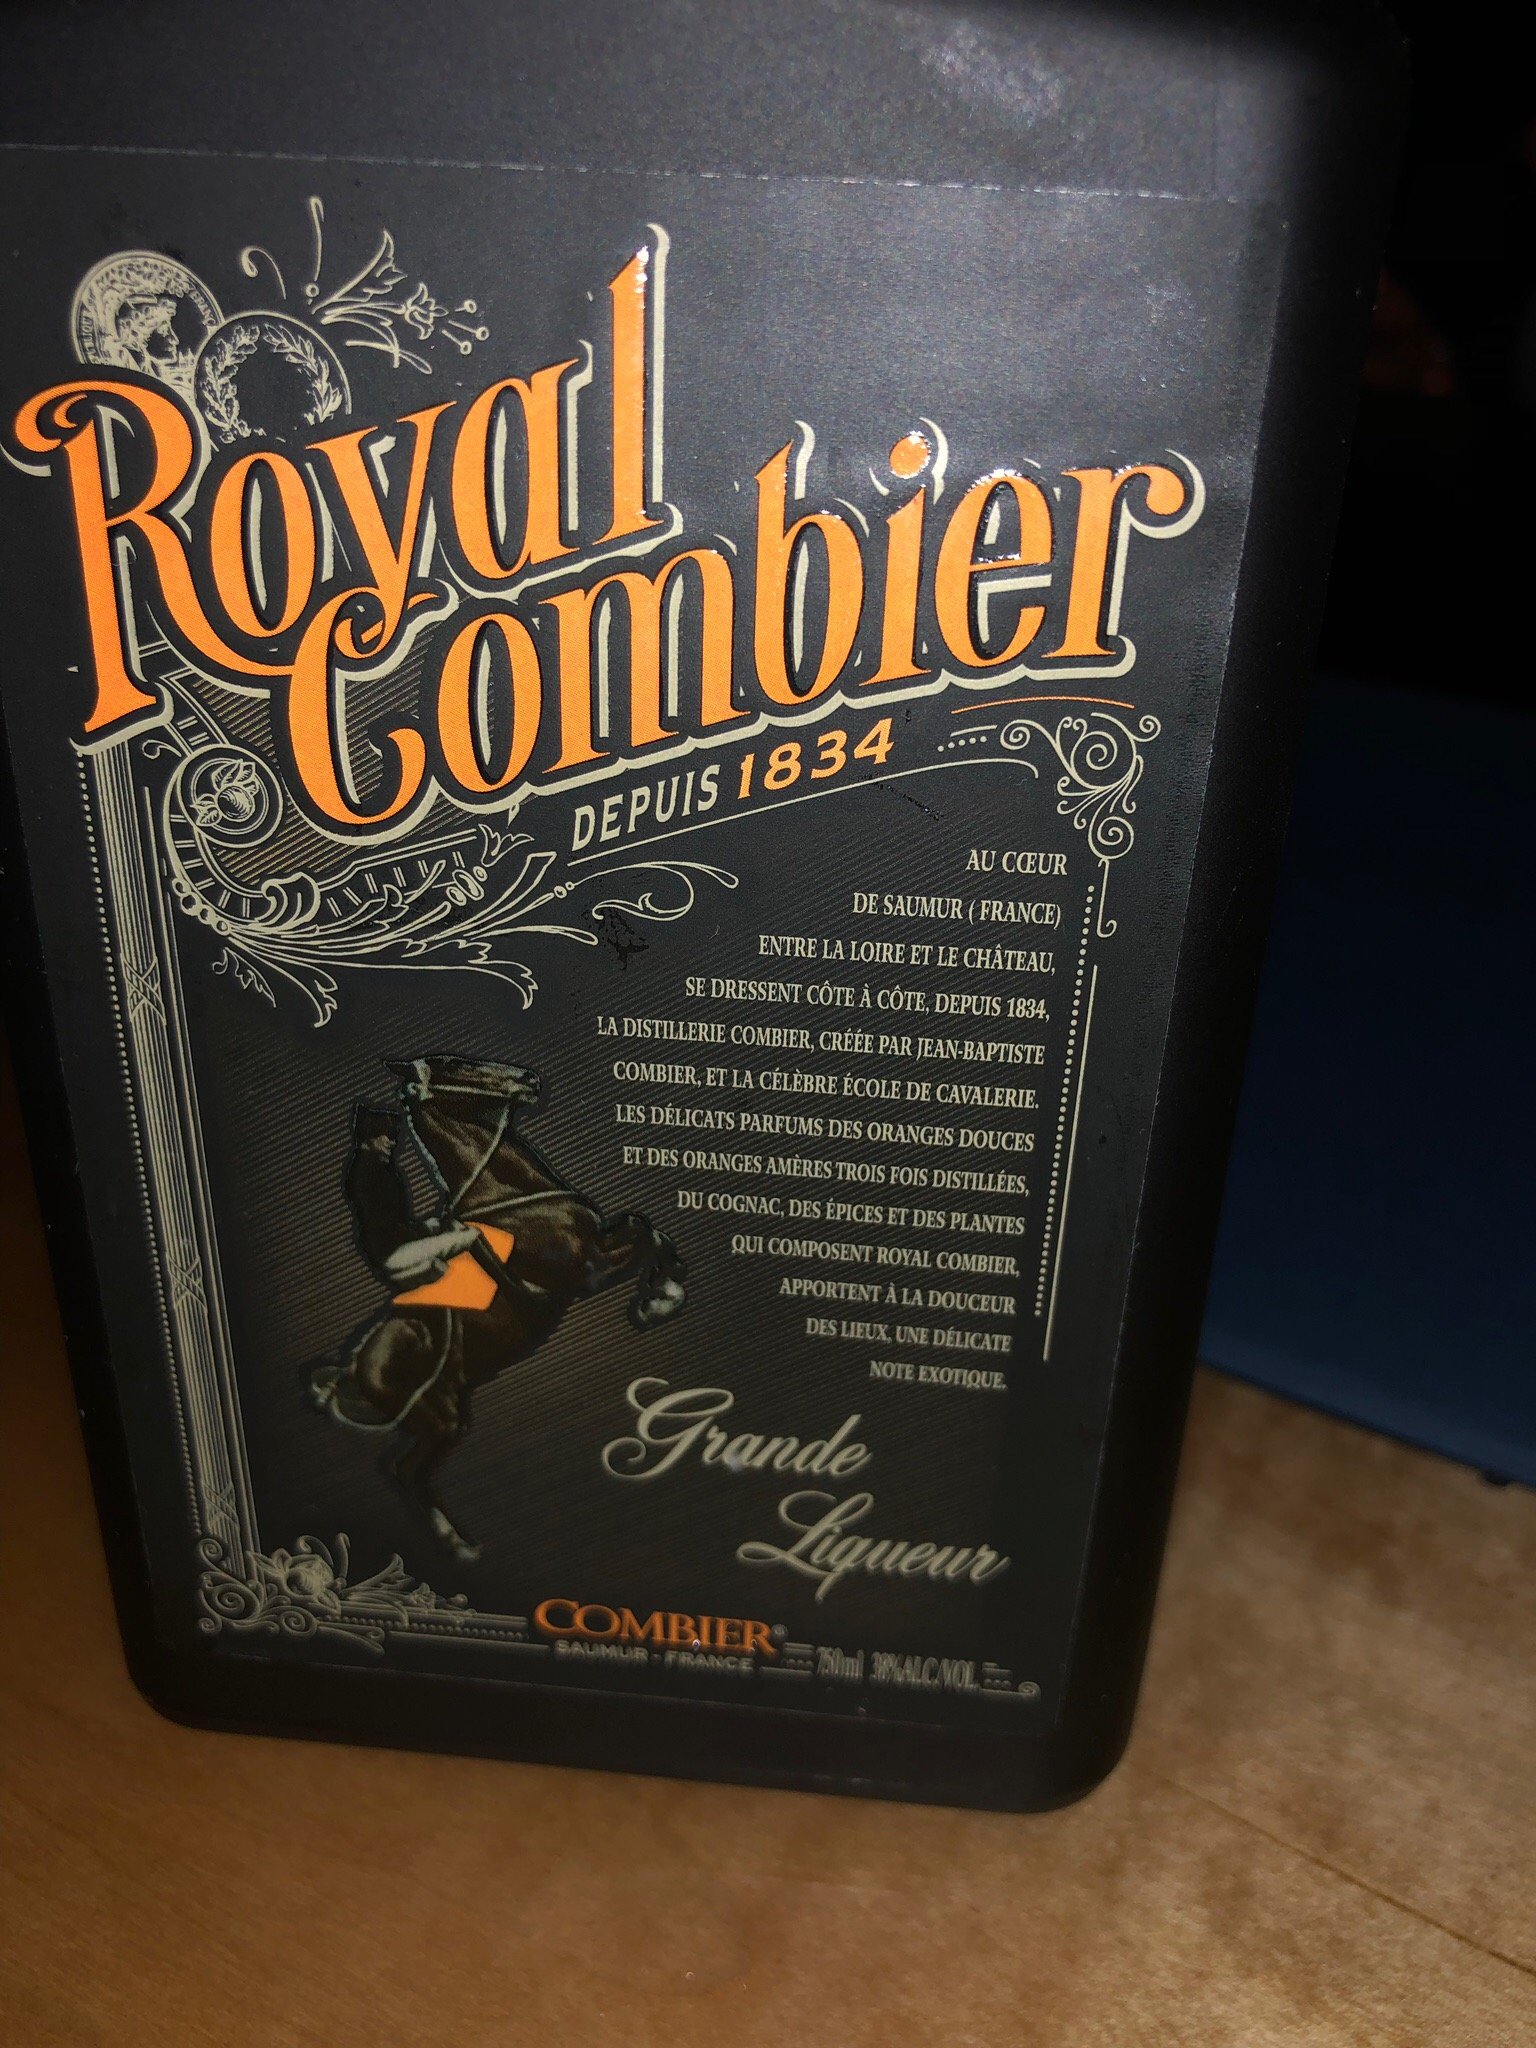 Royal
Combier
DEPUIS 1834
AU CŒUR
DE SAUMUR ( FRANCE)
ENTRE LA LOIRE ET LE CHÂTEAU,
SE DRESSENT CÔTE À CÔTE, DEPUIS 1834,
LA DISTILLERIE COMBIER, CRÉÉE PAR JEAN-BAPTISTE
COMBIER, ET LA CÉLÈBRE ÉCOLE DE CAVALERIE.
LES DÉLICATS PARFUMS DES ORANGES DOUCES
ET DES ORANGES AMÈRES TROIS FOIS DISTILLÉES,
DU COGNAC, DES ÉPICES ET DES PLANTES
QUI COMPOSENT ROYAL COMBIER,
APPORTENT À LA DOUCEUR
DES LIEUX, UNE DÉLICATE
NOTE EXOTIQUE.
Grande
Liqueur
COMBIER®
SAUMUR - FRANCE
750ml 38%ALC./VOL.